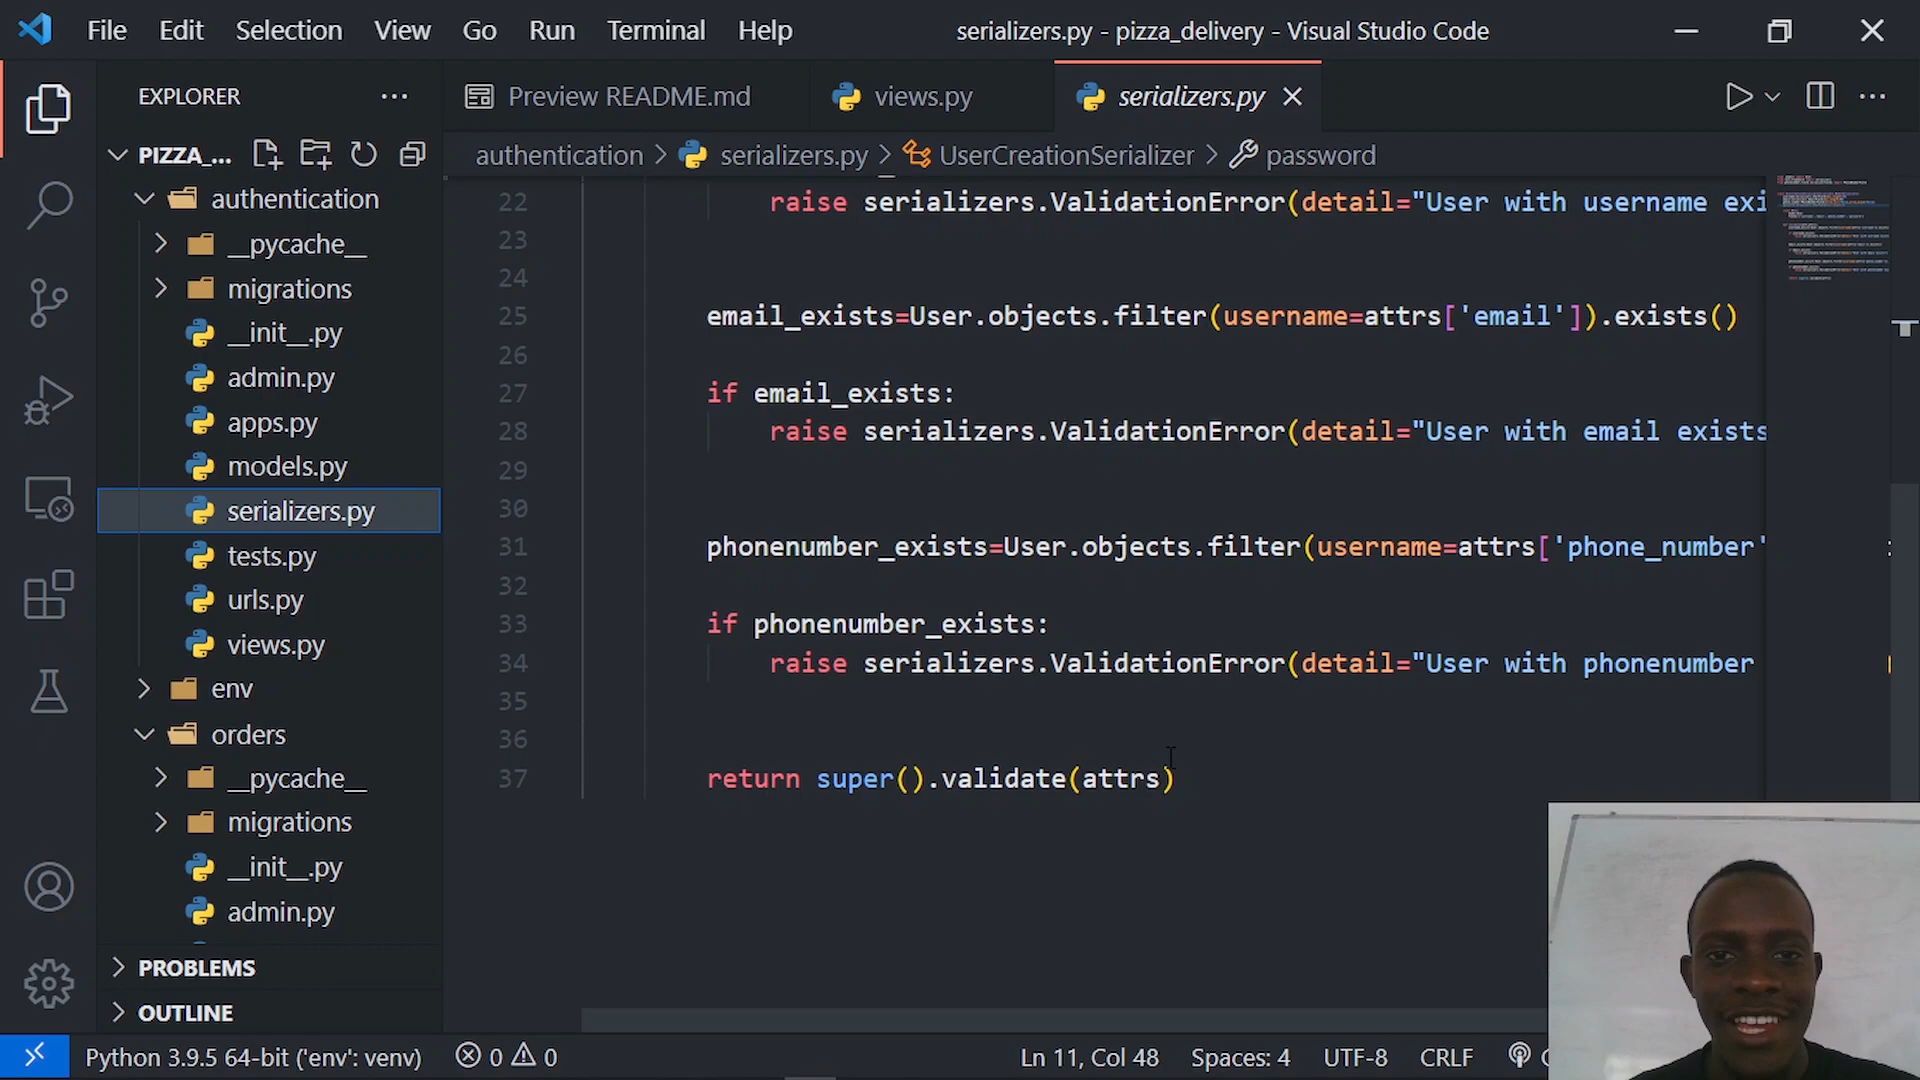 File Edit Selection View Go Run Terminal Help
serializers.py - pizza_delivery - Visual Studio Code
EXPLORER
Preview README.md
views.py
serializers.py
PIZZA_...
authentication > serializers.py > UserCreationSerializer > password
authentication
__pycache__
migrations
__init__.py
admin.py
apps.py
models.py
serializers.py
tests.py
urls.py
views.py
env
orders
__pycache__
migrations
__init__.py
admin.py
PROBLEMS
OUTLINE
22 raise serializers.ValidationError(detail="User with username exi
23
24
25 email_exists=User.objects.filter(username=attrs['email']).exists()
26
27 if email_exists:
28 raise serializers.ValidationError(detail="User with email exists
29
30
31 phonenumber_exists=User.objects.filter(username=attrs['phone_number'
32
33 if phonenumber_exists:
34 raise serializers.ValidationError(detail="User with phonenumber
35
36
37 return super().validate(attrs)
Python 3.9.5 64-bit ('env': venv) 0 0 Ln 11, Col 48 Spaces: 4 UTF-8 CRLF